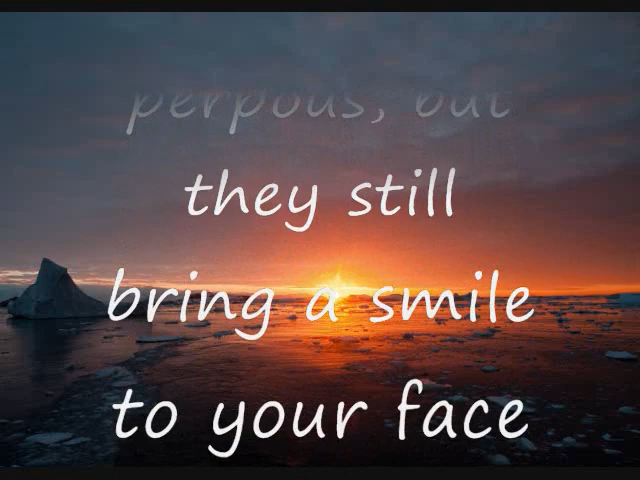 perpous, but
they still
bring a smile
to your face